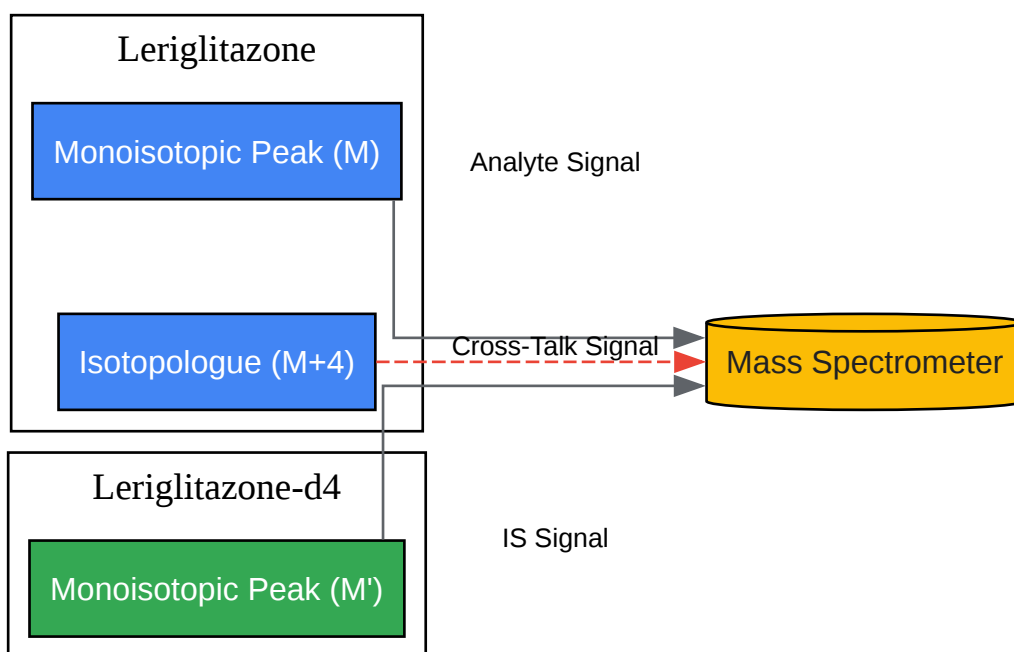 Leriglitazone
Monoisotopic Peak (M)
Analyte Signal
Isotopologue (M+4)
Cross-Talk Signal
Mass Spectrometer
Leriglitazone-d4
IS Signal
Monoisotopic Peak (M')